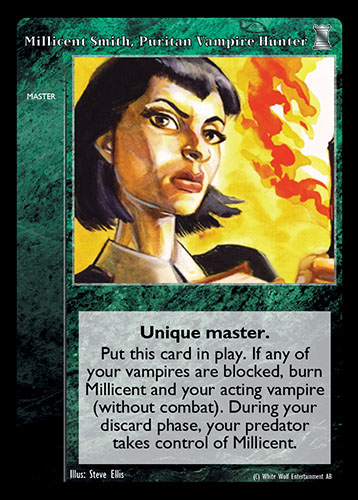 Millicent Smith, Puritan Vampire Hunter
MASTER
Unique master.
Put this card in play. If any of
your vampires are blocked, burn
Millicent and your acting vampire
(without combat). During your
discard phase, your predator
takes control of Millicent.
Illus: Steve Ellis
(C) White Wolf Entertainment AB